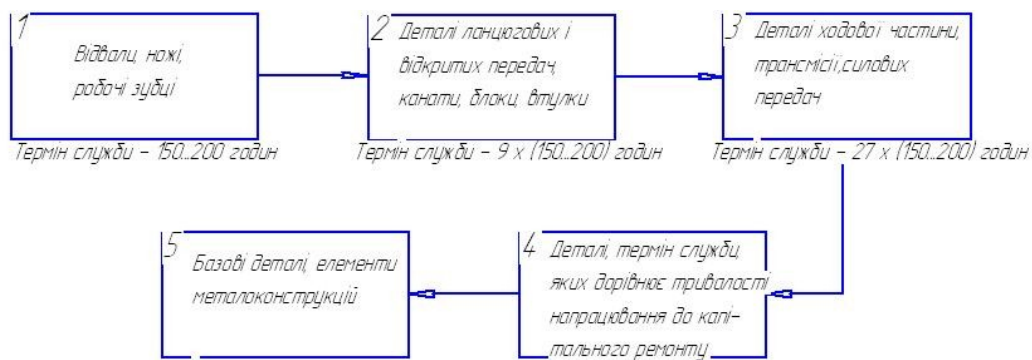 1
Відвали, ножі,
робочі зубці
Термін служби – 150...200 годин
2
Деталі ланцюгових і
відкритих передач,
канати, блоки, втулки
Термін служби – 9 х (150...200) годин
3
Деталі ходової частини,
трансмісії,силових
передач
Термін служби – 27 х (150...200) годин
4
Деталі, термін служби,
яких дорівнює тривалості
напрацювання до капі-
тального ремонту
5
Базові деталі, елементи
металоконструкцій